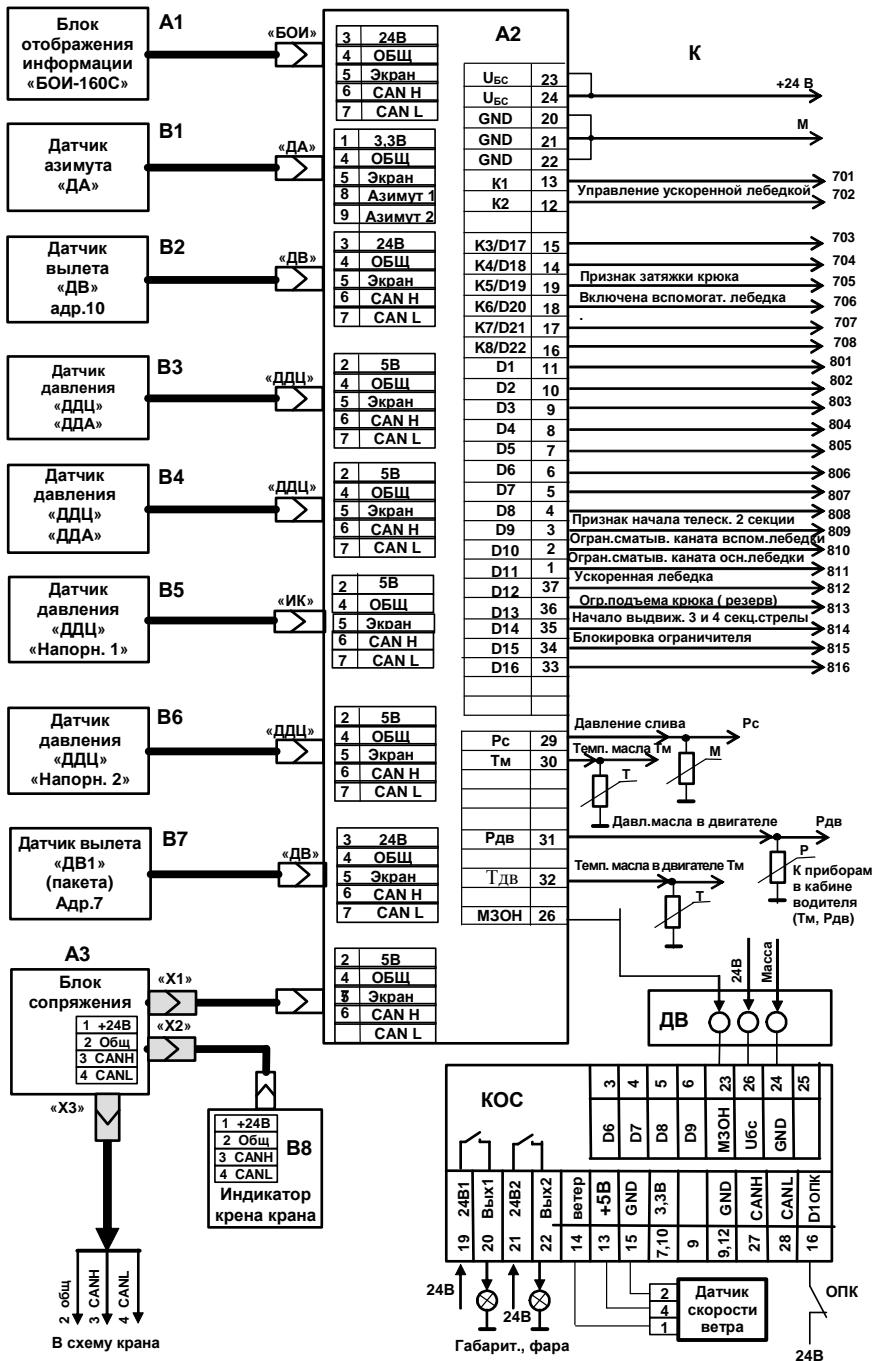 Блок
отображения
информации
«БОИ-160С»
А1
«БОИ»
3 24В
4 ОБЩ
5 Экран
6 CAN H
7 CAN L
Датчик
азимута
«ДА»
В1
«ДА»
1 3,3В
4 ОБЩ
5 Экран
8 Азимут 1
9 Азимут 2
Датчик
вылета
«ДВ»
адр.10
В2
«ДВ»
3 24В
4 ОБЩ
5 Экран
6 CAN H
7 CAN L
Датчик
давления
«ДДЦ»
«ДДА»
В3
«ДДЦ»
2 5В
4 ОБЩ
5 Экран
6 CAN H
7 CAN L
Датчик
давления
«ДДЦ»
«ДДА»
В4
«ДДЦ»
2 5В
4 ОБЩ
5 Экран
6 CAN H
7 CAN L
Датчик
давления
«ДДЦ»
«Напорн. 1»
В5
«ИК»
2 5В
4 ОБЩ
5 Экран
6 CAN H
7 CAN L
Датчик
давления
«ДДЦ»
«Напорн. 2»
В6
«ДДЦ»
2 5В
4 ОБЩ
5 Экран
6 CAN H
7 CAN L
Датчик вылета
«ДВ1»
(пакета)
Адр.7
В7
«ДВ»
3 24В
4 ОБЩ
5 Экран
6 CAN H
7 CAN L
А3
Блок
сопряжения
1 +24В
2 Общ
3 CANH
4 CANL
«Х1»
«Х2»
«Х3»
2 5В
4 ОБЩ
Экран
6 CAN H
CAN L
1 +24В
2 Общ
3 CANH
4 CANL
В8
Индикатор
крена крана
2 общ
3 CANH
4 CANL
В схему крана
А2
К
UБС 23
UБС 24
+24 В
GND 20
GND 21
GND 22
М
К1 13
701
Управление ускоренной лебедкой
К2 12
702
К3/D17 15
703
К4/D18 14
704
Признак затяжки крюка
К5/D19 19
705
Включена вспомогат. лебедка
К6/D20 18
706
.
К7/D21 17
707
К8/D22 16
708
D1 11
801
D2 10
802
D3 9
803
D4 8
804
D5 7
805
D6 6
806
D7 5
807
D8 4
808
Признак начала телеск. 2 секции
D9 3
809
Огран.сматыв. каната вспом.лебедки
D10 2
810
Огран.сматыв. каната осн.лебедки
D11 1
811
Ускоренная лебедка
D12 37
812
Огр.подъема крюка ( резерв)
D13 36
813
Начало выдвиж. 3 и 4 секц.стрелы
D14 35
814
Блокировка ограничителя
D15 34
815
D16 33
816
Давление слива
Рс
Рс 29
Темп. масла Тм
Тм 30
М
Т
Давл.масла в двигателе
Рдв
Рдв 31
Р
К приборам
в кабине
водителя
(Тм, Рдв)
Темп. масла в двигателе Тм
Тдв 32
Т
МЗОН 26
24В
Масса
ДВ
КОС
3 4 5 6 23 26 24 25
D6 D7 D8 D9 МЗОН Uбс GND
24В1 Вых1 24В2 Вых2 ветер +5В GND 3,3В GND CANH CANL D1ОПК
19 20 21 22 14 13 15 7,10 9 9,12 27 28 16
24В
24В
Габарит., фара
2
4
1
Датчик
скорости
ветра
ОПК
24В